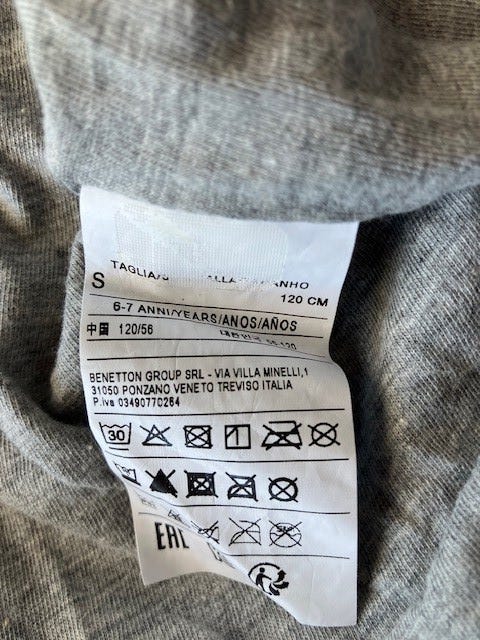 S
120 CM
6-7 ANNI/YEARS/ANOS/AÑOS
中国 120/56
BENETTON GROUP SRL - VIA VILLA MINELLI,1
31050 PONZANO VENETO TREVISO ITALIA
P.iva 03490770264
30
1
EAC